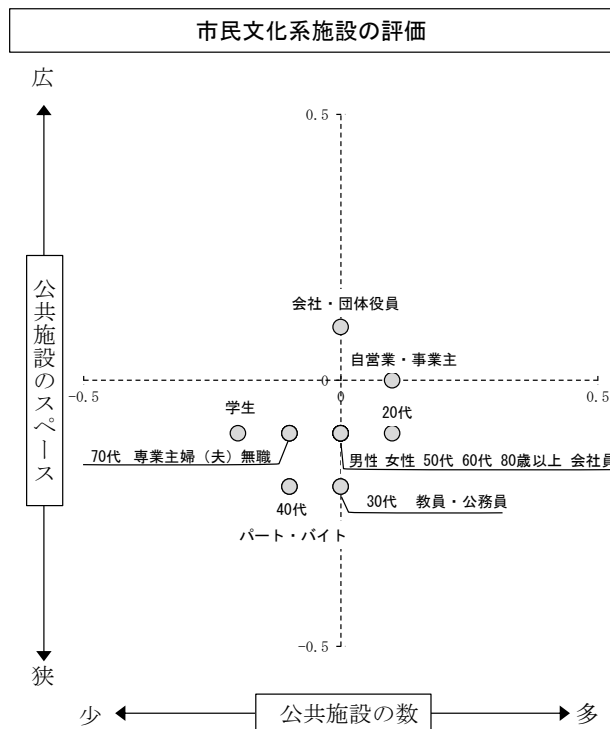 市民文化系施設の評価
広
0.5
会社・団体役員
自営業・事業主
公共施設のスペース
-0.5
0
0
0.5
学生
20代
70代 専業主婦（夫）無職
男性 女性 50代 60代 80歳以上 会社員
40代
30代 教員・公務員
パート・バイト
-0.5
狭
少
公共施設の数
多